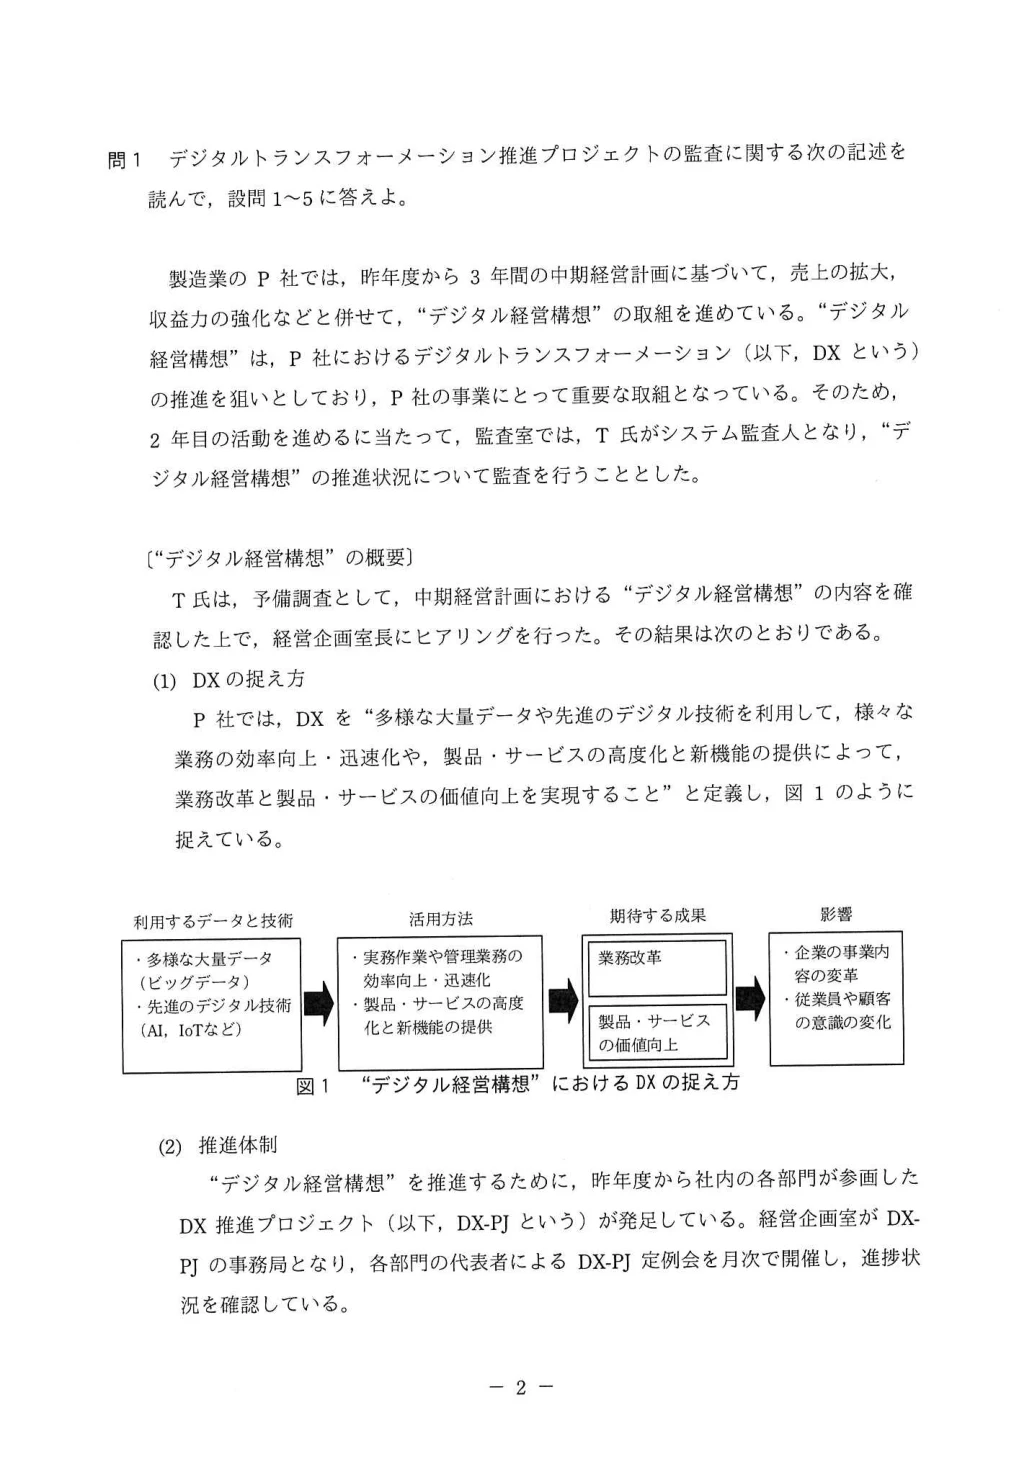 問1　デジタルトランスフォーメーション推進プロジェクトの監査に関する次の記述を
読んで，設問 1～5 に答えよ。
製造業の P 社では，昨年度から 3 年間の中期経営計画に基づいて，売上の拡大，
収益力の強化などと併せて，“デジタル経営構想” の取組を進めている。“デジタル
経営構想” は，P 社におけるデジタルトランスフォーメーション（以下，DX という）
の推進を狙いとしており，P 社の事業にとって重要な取組となっている。そのため，
2 年目の活動を進めるに当たって，監査室では，T 氏がシステム監査人となり，“デ
ジタル経営構想” の推進状況について監査を行うこととした。
〔“デジタル経営構想” の概要〕
T 氏は，予備調査として，中期経営計画における “デジタル経営構想” の内容を確
認した上で，経営企画室長にヒアリングを行った。その結果は次のとおりである。
(1) DX の捉え方
P 社では，DX を “多様な大量データや先進のデジタル技術を利用して，様々な
業務の効率向上・迅速化や，製品・サービスの高度化と新機能の提供によって，
業務改革と製品・サービスの価値向上を実現すること” と定義し，図 1 のように
捉えている。
利用するデータと技術
・多様な大量データ
（ビッグデータ）
・先進のデジタル技術
（AI，IoTなど）
活用方法
・実務作業や管理業務の
効率向上・迅速化
・製品・サービスの高度
化と新機能の提供
期待する成果
業務改革
製品・サービス
の価値向上
影響
・企業の事業内
容の変革
・従業員や顧客
の意識の変化
図 1　“デジタル経営構想” における DX の捉え方
(2) 推進体制
“デジタル経営構想” を推進するために，昨年度から社内の各部門が参画した
DX 推進プロジェクト（以下，DX-PJ という）が発足している。経営企画室が DX-
PJ の事務局となり，各部門の代表者による DX-PJ 定例会を月次で開催し，進捗状
況を確認している。
－ 2 －